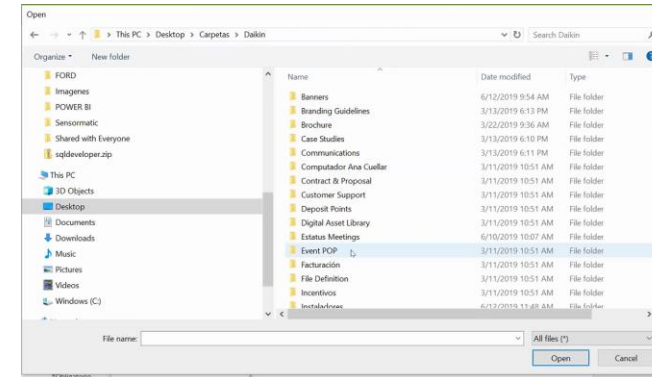 Open
This PC > Desktop > Carpetas > Daikin
Search Daikin
Organize
New folder
FORD
Imagenes
POWER BI
Sensormatic
Shared with Everyone
sqldeveloper.zip
This PC
3D Objects
Desktop
Documents
Downloads
Music
Pictures
Videos
Windows (C:)
Name Date modified Type
Banners 6/12/2019 9:54 AM File folder
Branding Guidelines 3/13/2019 6:13 PM File folder
Brochure 3/22/2019 9:36 AM File folder
Case Studies 3/13/2019 6:10 PM File folder
Communications 3/13/2019 6:11 PM File folder
Computador Ana Cuellar 3/11/2019 10:51 AM File folder
Contract & Proposal 3/11/2019 10:51 AM File folder
Customer Support 3/11/2019 10:51 AM File folder
Deposit Points 3/11/2019 10:51 AM File folder
Digital Asset Library 3/11/2019 10:51 AM File folder
Estatus Meetings 6/10/2019 10:07 AM File folder
Event POP 3/11/2019 10:51 AM File folder
Facturación 3/11/2019 10:51 AM File folder
File Definition 3/11/2019 10:51 AM File folder
Incentivos 3/11/2019 10:51 AM File folder
Instaladores 6/12/2019 11:48 AM File folder
File name:
All files (*)
Open Cancel